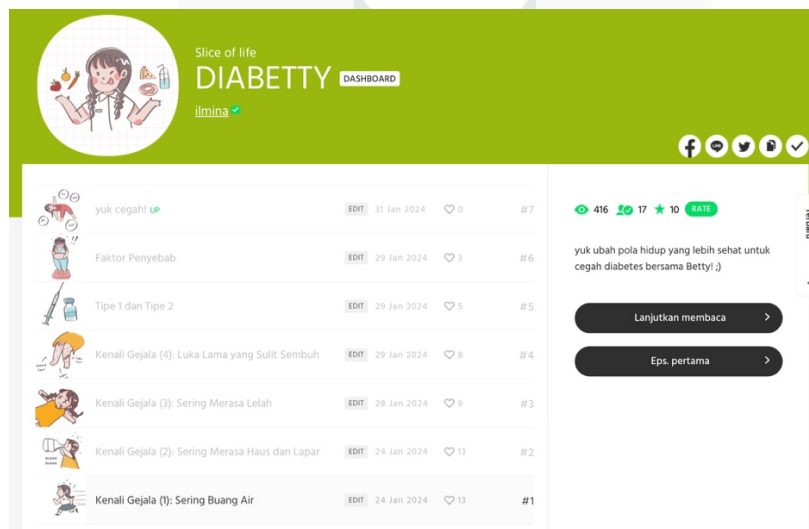 Slice of life
DIABETTY DASHBOARD
ilmina
yuk cegah! UP EDIT 31 Jan 2024 0 #7
Faktor Penyebab EDIT 29 Jan 2024 3 #6
Tipe 1 dan Tipe 2 EDIT 29 Jan 2024 5 #5
Kenali Gejala (4): Luka Lama yang Sulit Sembuh EDIT 29 Jan 2024 8 #4
Kenali Gejala (3): Sering Merasa Lelah EDIT 28 Jan 2024 9 #3
Kenali Gejala (2): Sering Merasa Haus dan Lapar EDIT 24 Jan 2024 13 #2
Kenali Gejala (1): Sering Buang Air EDIT 24 Jan 2024 13 #1
416 17 10 RATE
yuk ubah pola hidup yang lebih sehat untuk
cegah diabetes bersama Betty! ;)
Lanjutkan membaca
Eps. pertama